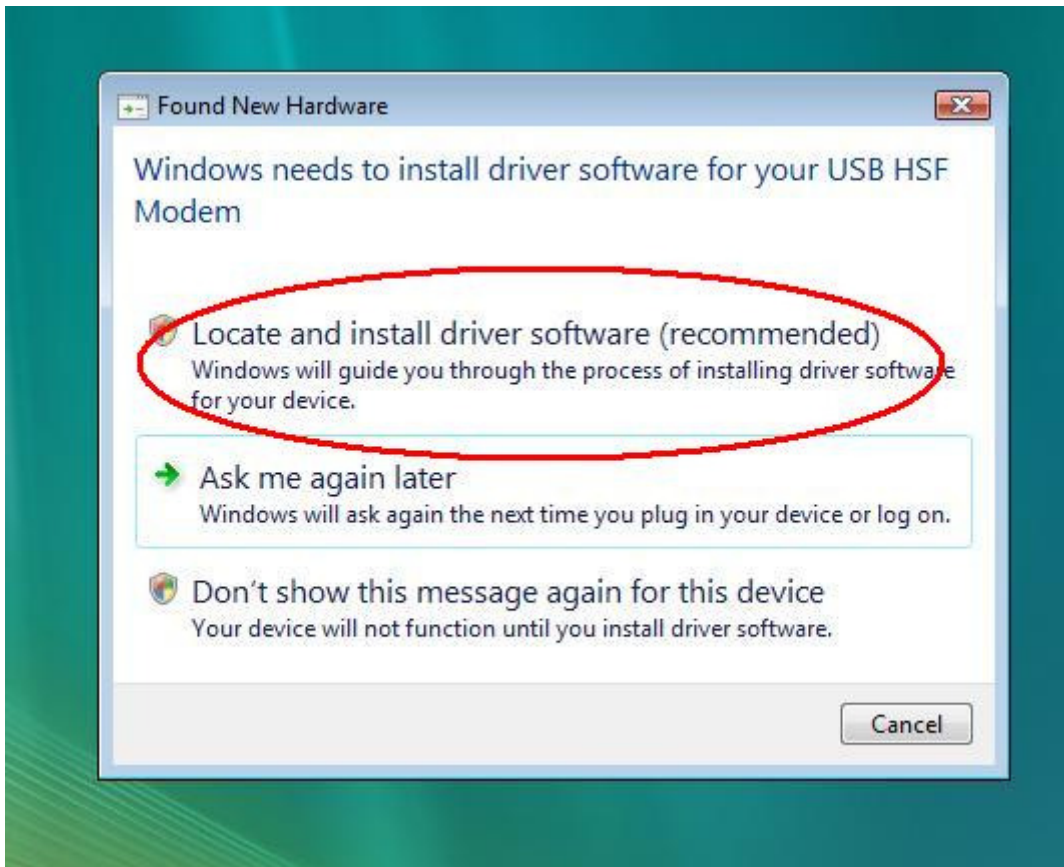 Found New Hardware
Windows needs to install driver software for your USB HSF
Modem
Locate and install driver software (recommended)
Windows will guide you through the process of installing driver software
for your device.
Ask me again later
Windows will ask again the next time you plug in your device or log on.
Don't show this message again for this device
Your device will not function until you install driver software.
Cancel